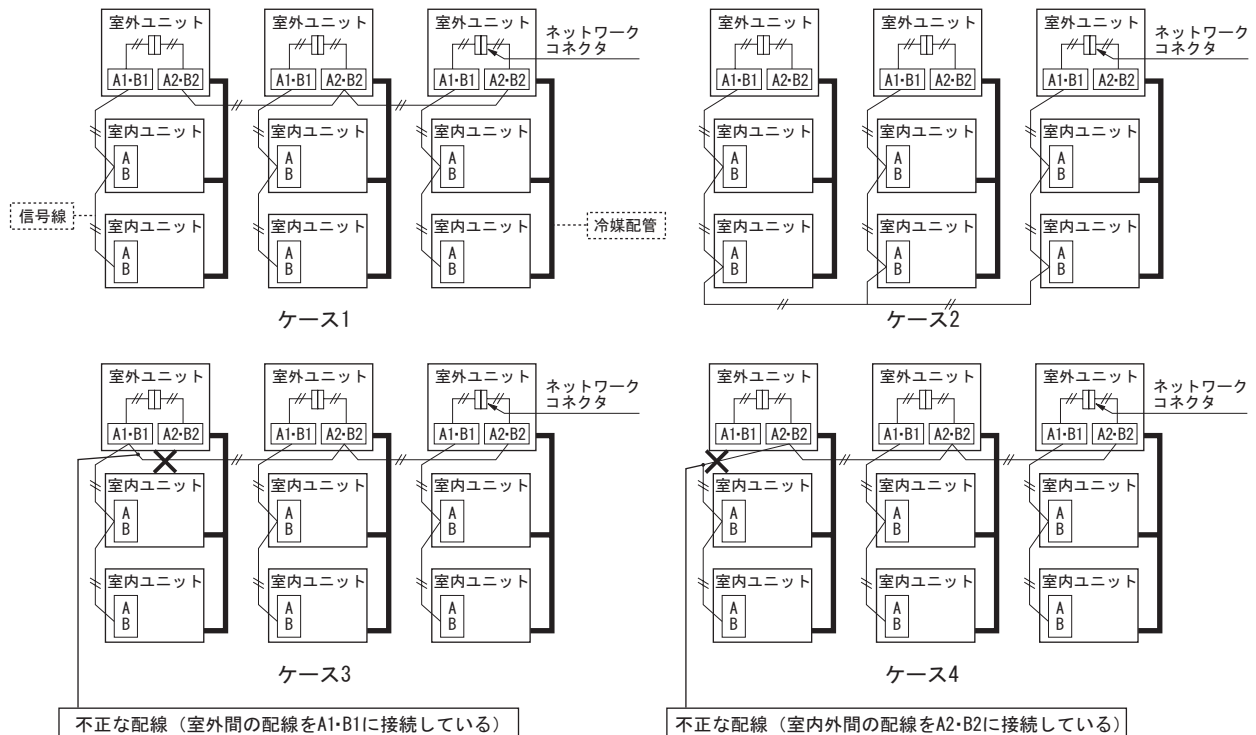 室外ユニット 室外ユニット 室外ユニット
ネットワーク
コネクタ
A1・B1 A2・B2 A1・B1 A2・B2 A1・B1 A2・B2
室内ユニット 室内ユニット 室内ユニット
A A A
B B B
信号線
冷媒配管
室内ユニット 室内ユニット 室内ユニット
A A A
B B B
ケース1
室外ユニット 室外ユニット 室外ユニット
ネットワーク
コネクタ
A1・B1 A2・B2 A1・B1 A2・B2 A1・B1 A2・B2
室内ユニット 室内ユニット 室内ユニット
A A A
B B B
室内ユニット 室内ユニット 室内ユニット
A A A
B B B
ケース2
室外ユニット 室外ユニット 室外ユニット
ネットワーク
コネクタ
A1・B1 A2・B2 A1・B1 A2・B2 A1・B1 A2・B2
室内ユニット 室内ユニット 室内ユニット
A A A
B B B
室内ユニット 室内ユニット 室内ユニット
A A A
B B B
ケース3
不正な配線（室外間の配線をA1・B1に接続している）
室外ユニット 室外ユニット 室外ユニット
ネットワーク
コネクタ
A1・B1 A2・B2 A1・B1 A2・B2 A1・B1 A2・B2
室内ユニット 室内ユニット 室内ユニット
A A A
B B B
室内ユニット 室内ユニット 室内ユニット
A A A
B B B
ケース4
不正な配線（室内外間の配線をA2・B2に接続している）